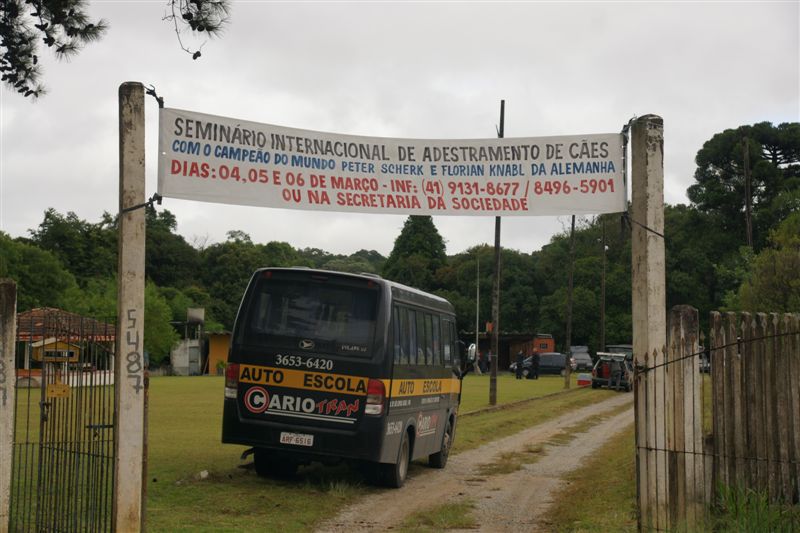 SEMINÁRIO INTERNACIONAL DE ADESTRAMENTO DE CÃES
COM O CAMPEÃO DO MUNDO PETER SCHERK E FLORIAN KNABL DA ALEMANHA
DIAS: 04, 05 E 06 DE MARÇO - INF: (41) 9131-8677 / 8496-5901
OU NA SECRETARIA DA SOCIEDADE
5487
3653-6420
AUTO ESCOLA
CARIOTRAN
AUTO ESCOLA